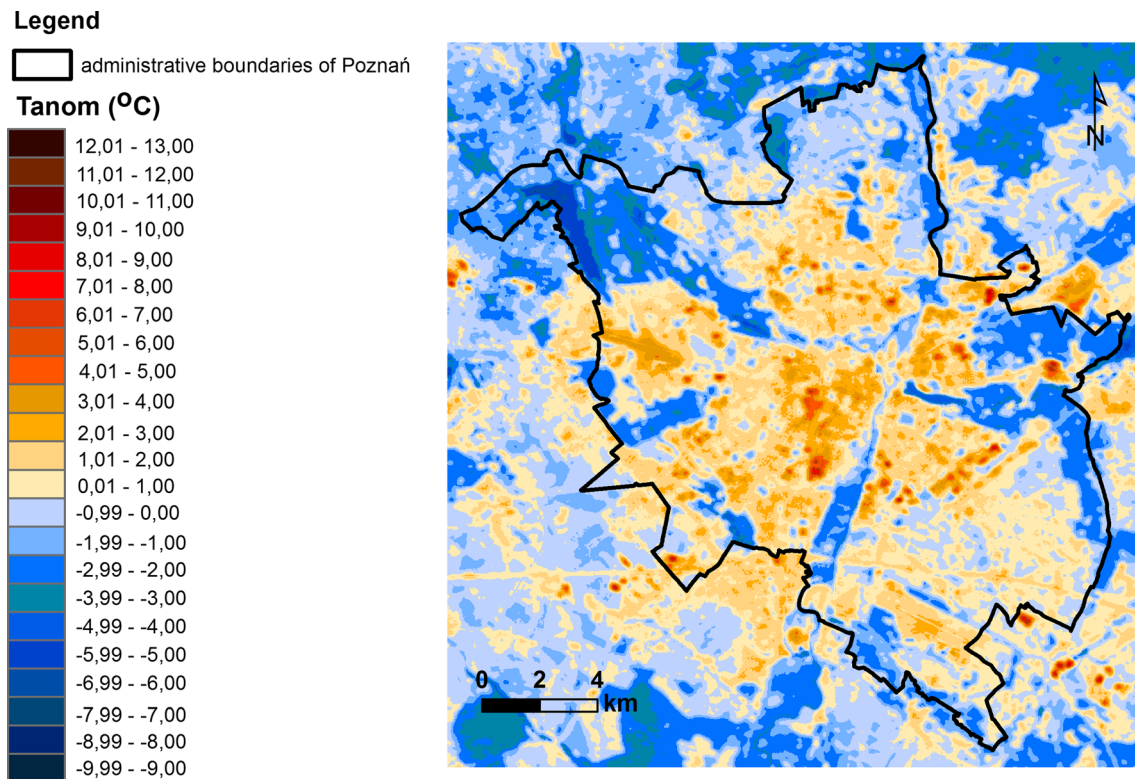 Legend
administrative boundaries of Poznań
Tanom (ºC)
12,01 - 13,00
11,01 - 12,00
10,01 - 11,00
9,01 - 10,00
8,01 - 9,00
7,01 - 8,00
6,01 - 7,00
5,01 - 6,00
4,01 - 5,00
3,01 - 4,00
2,01 - 3,00
1,01 - 2,00
0,01 - 1,00
-0,99 - 0,00
-1,99 - -1,00
-2,99 - -2,00
-3,99 - -3,00
-4,99 - -4,00
-5,99 - -5,00
-6,99 - -6,00
-7,99 - -7,00
-8,99 - -8,00
-9,99 - -9,00
N
0 2 4
km